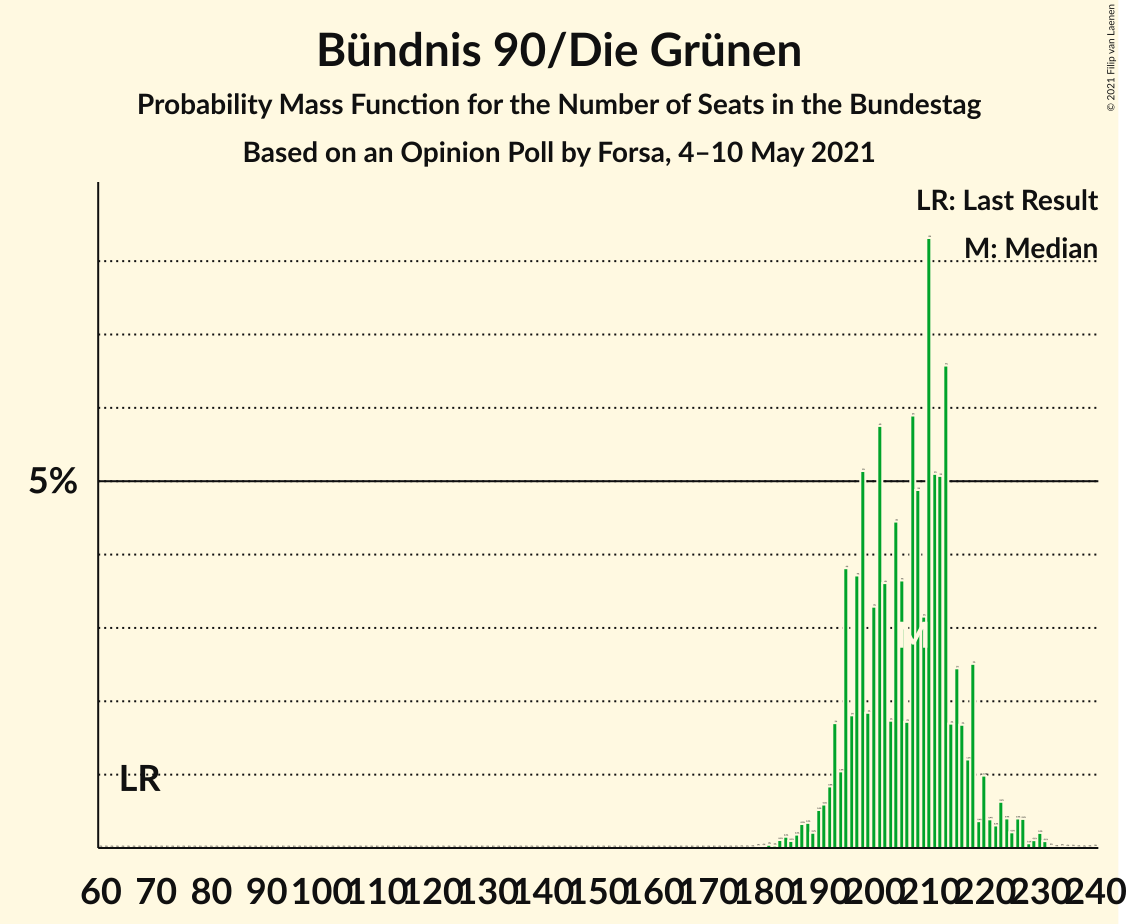 Bündnis 90/Die Grünen
Probability Mass Function for the Number of Seats in the Bundestag
Based on an Opinion Poll by Forsa, 4–10 May 2021
© 2021 Filip van Laenen
LR: Last Result
M: Median
5%
LR
M
60 70 80 90 100 110 120 130 140 150 160 170 180 190 200 210 220 230 240